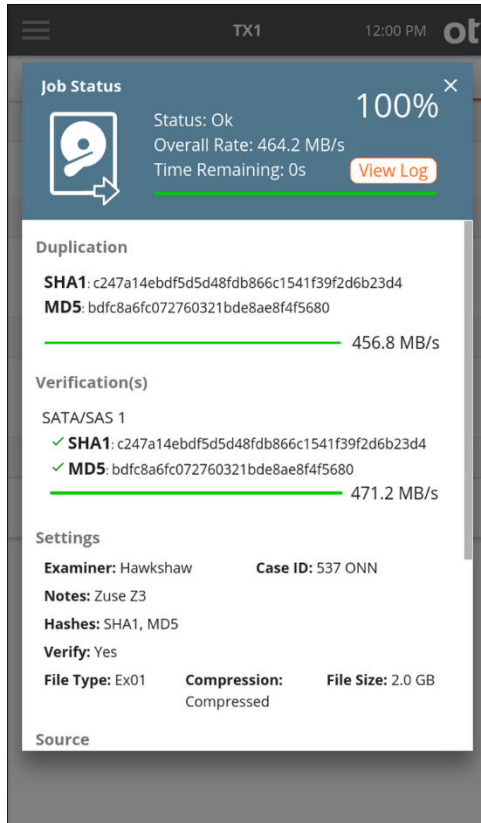 TX1 12:00 PM ot
Job Status
100%
Status: Ok
Overall Rate: 464.2 MB/s
Time Remaining: 0s View Log
Duplication
SHA1: c247a14ebdf5d5d48fdb866c1541f39f2d6b23d4
MD5: bdfc8a6fc072760321bde8ae8f4f5680
456.8 MB/s
Verification(s)
SATA/SAS 1
SHA1: c247a14ebdf5d5d48fdb866c1541f39f2d6b23d4
MD5: bdfc8a6fc072760321bde8ae8f4f5680
471.2 MB/s
Settings
Examiner: Hawkshaw Case ID: 537 ONN
Notes: Zuse Z3
Hashes: SHA1, MD5
Verify: Yes
File Type: Ex01 Compression: File Size: 2.0 GB
Compressed
Source